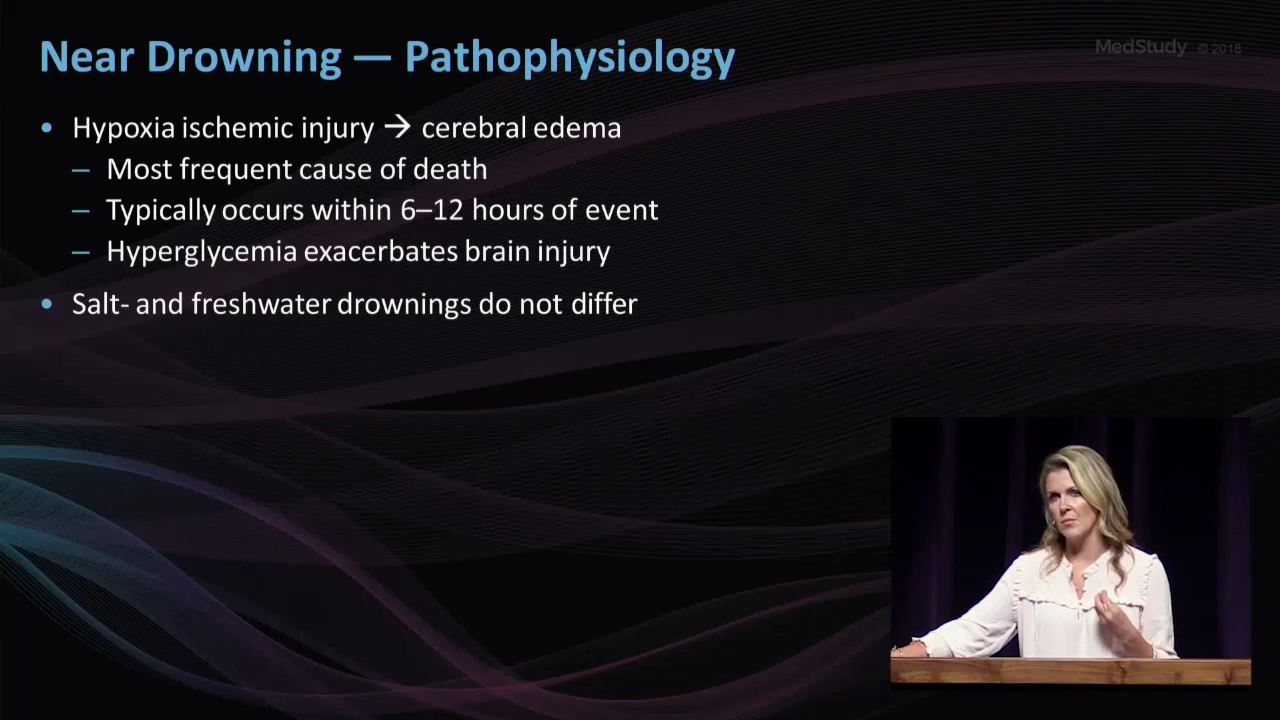 Near Drowning — Pathophysiology
MedStudy © 2018
• Hypoxia ischemic injury → cerebral edema
– Most frequent cause of death
– Typically occurs within 6–12 hours of event
– Hyperglycemia exacerbates brain injury
• Salt- and freshwater drownings do not differ